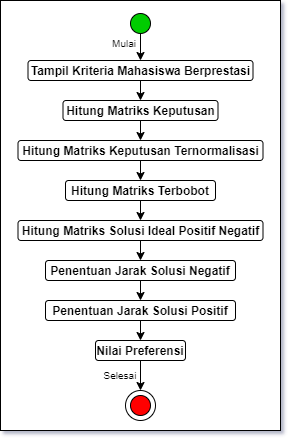 Mulai
Tampil Kriteria Mahasiswa Berprestasi
Hitung Matriks Keputusan
Hitung Matriks Keputusan Ternormalisasi
Hitung Matriks Terbobot
Hitung Matriks Solusi Ideal Positif Negatif
Penentuan Jarak Solusi Negatif
Penentuan Jarak Solusi Positif
Nilai Preferensi
Selesai